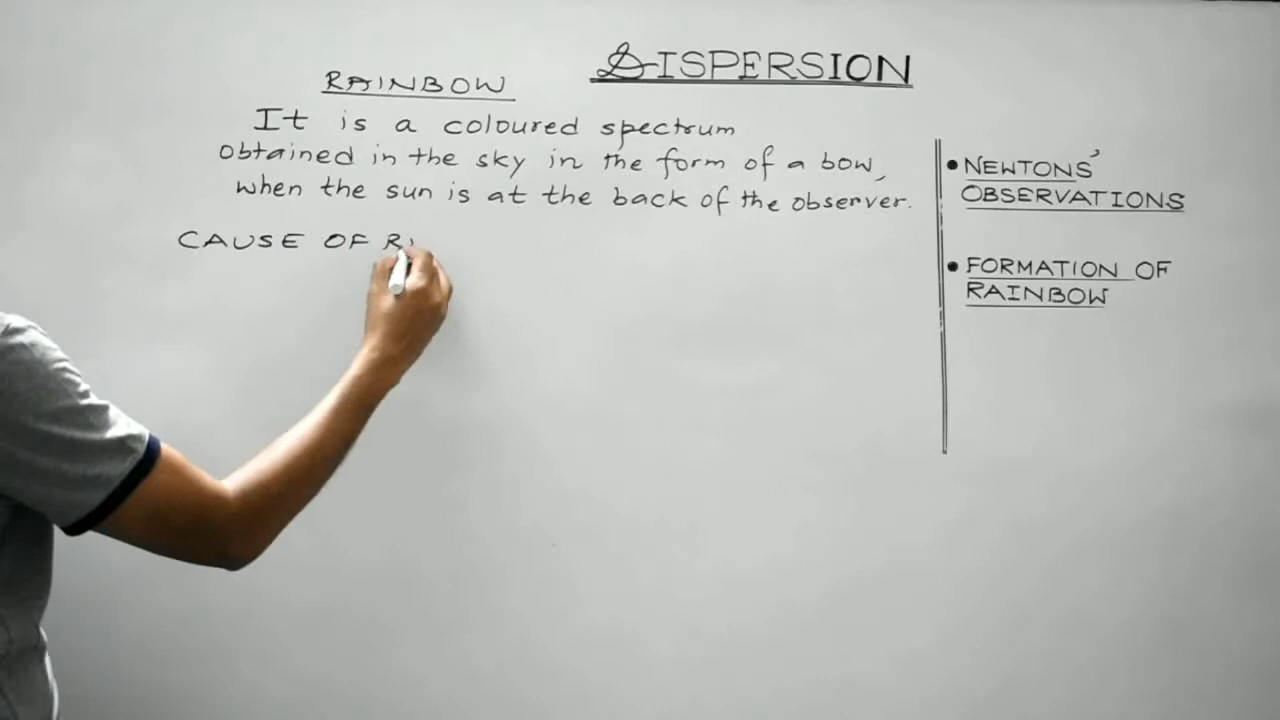 DISPERSION
RAINBOW
It is a coloured spectrum
obtained in the sky in the form of a bow,
when the sun is at the back of the observer.
CAUSE OF
• NEWTONS'
OBSERVATIONS
• FORMATION OF
RAINBOW